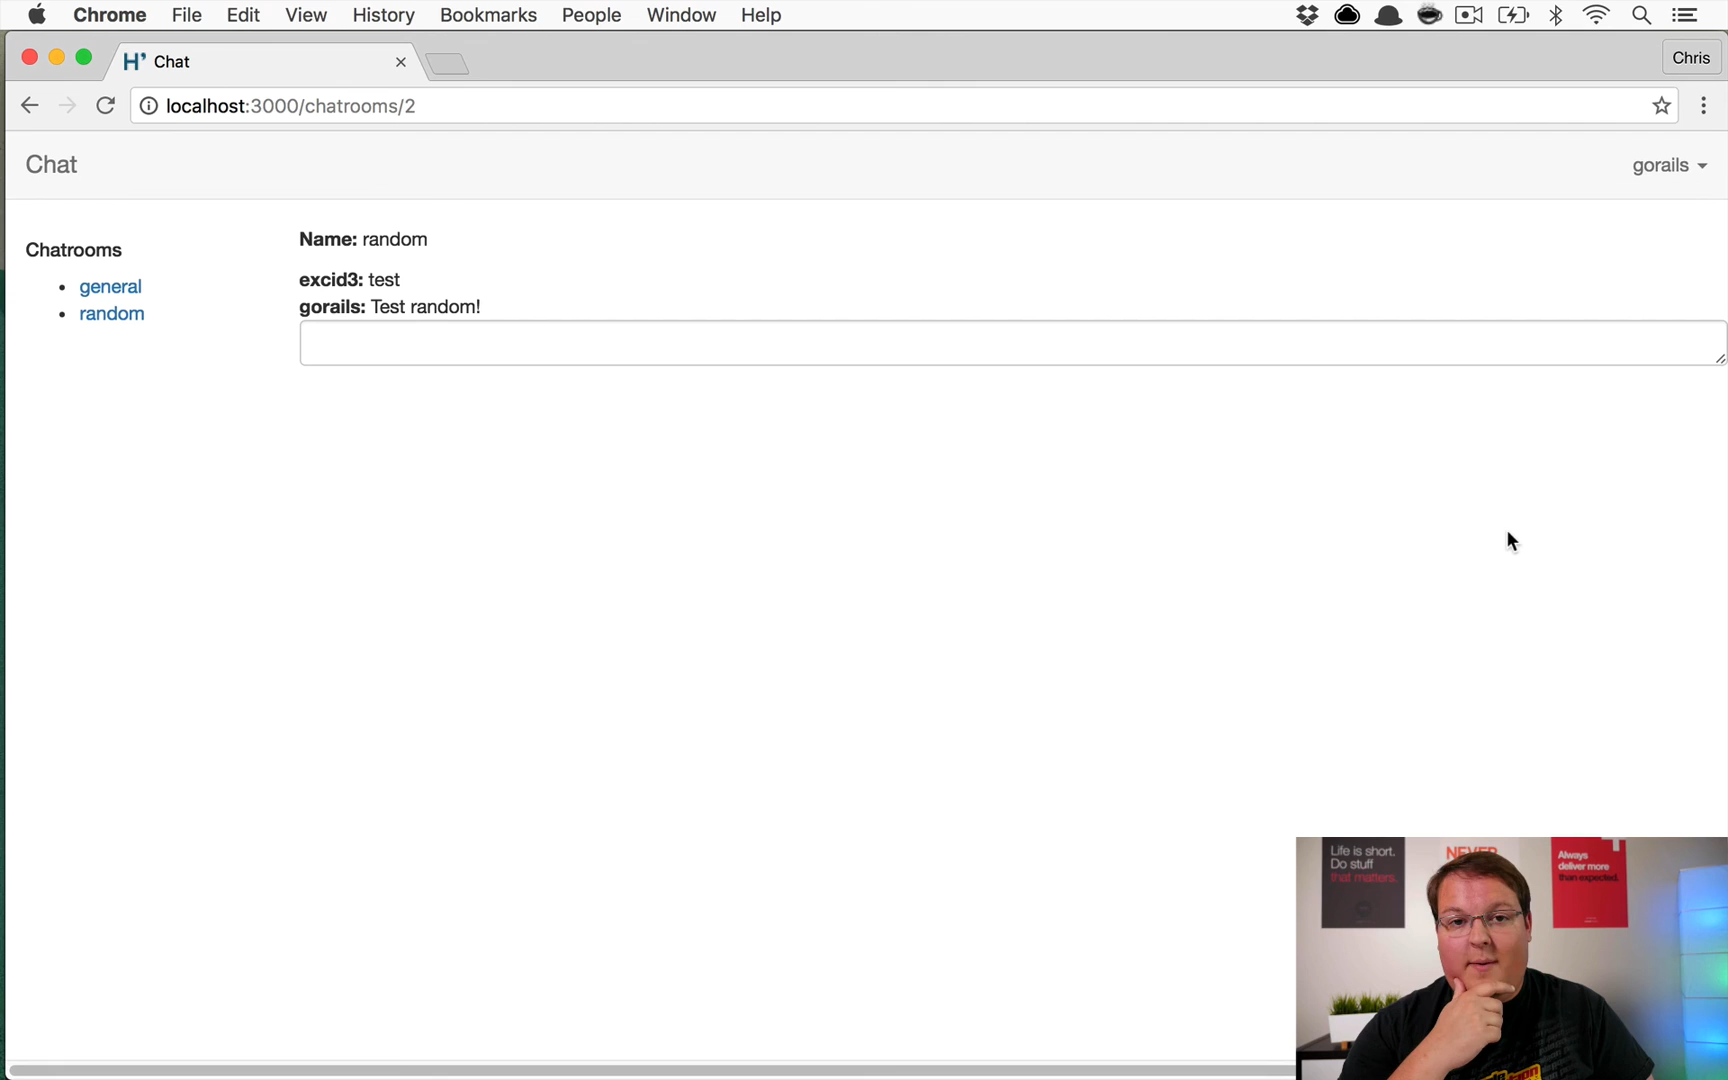 Chrome File Edit View History Bookmarks People Window Help
H' Chat
Chris
localhost:3000/chatrooms/2
Chat
gorails
Chatrooms
general
random
Name: random
excid3: test
gorails: Test random!
Life is short.
Do stuff
that matters.
NEVER
Always
deliver more
than expected.